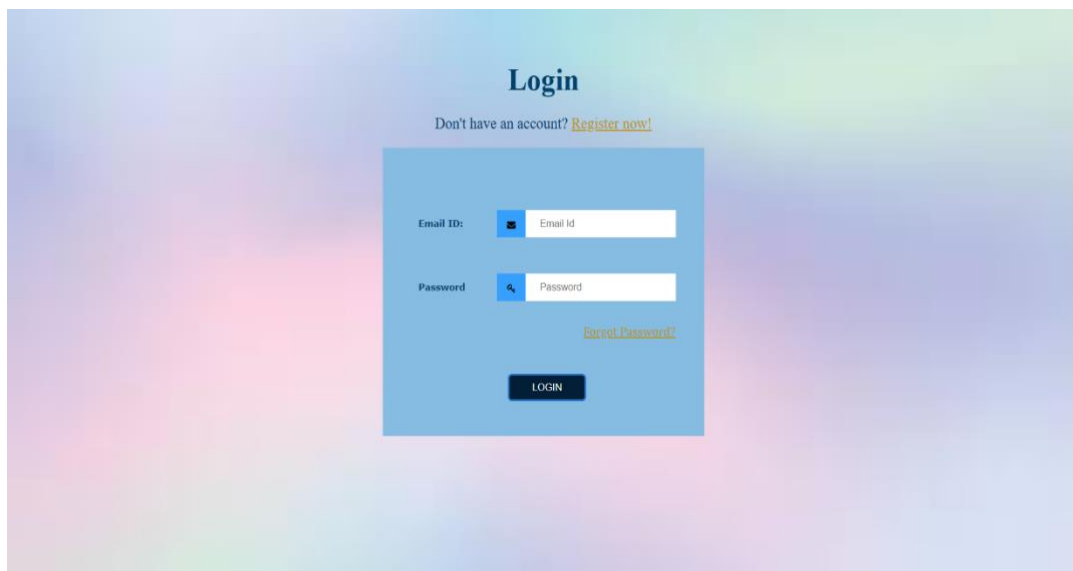 Login
Don't have an account? Register now!
Email ID: Email Id
Password Password
Forgot Password?
LOGIN